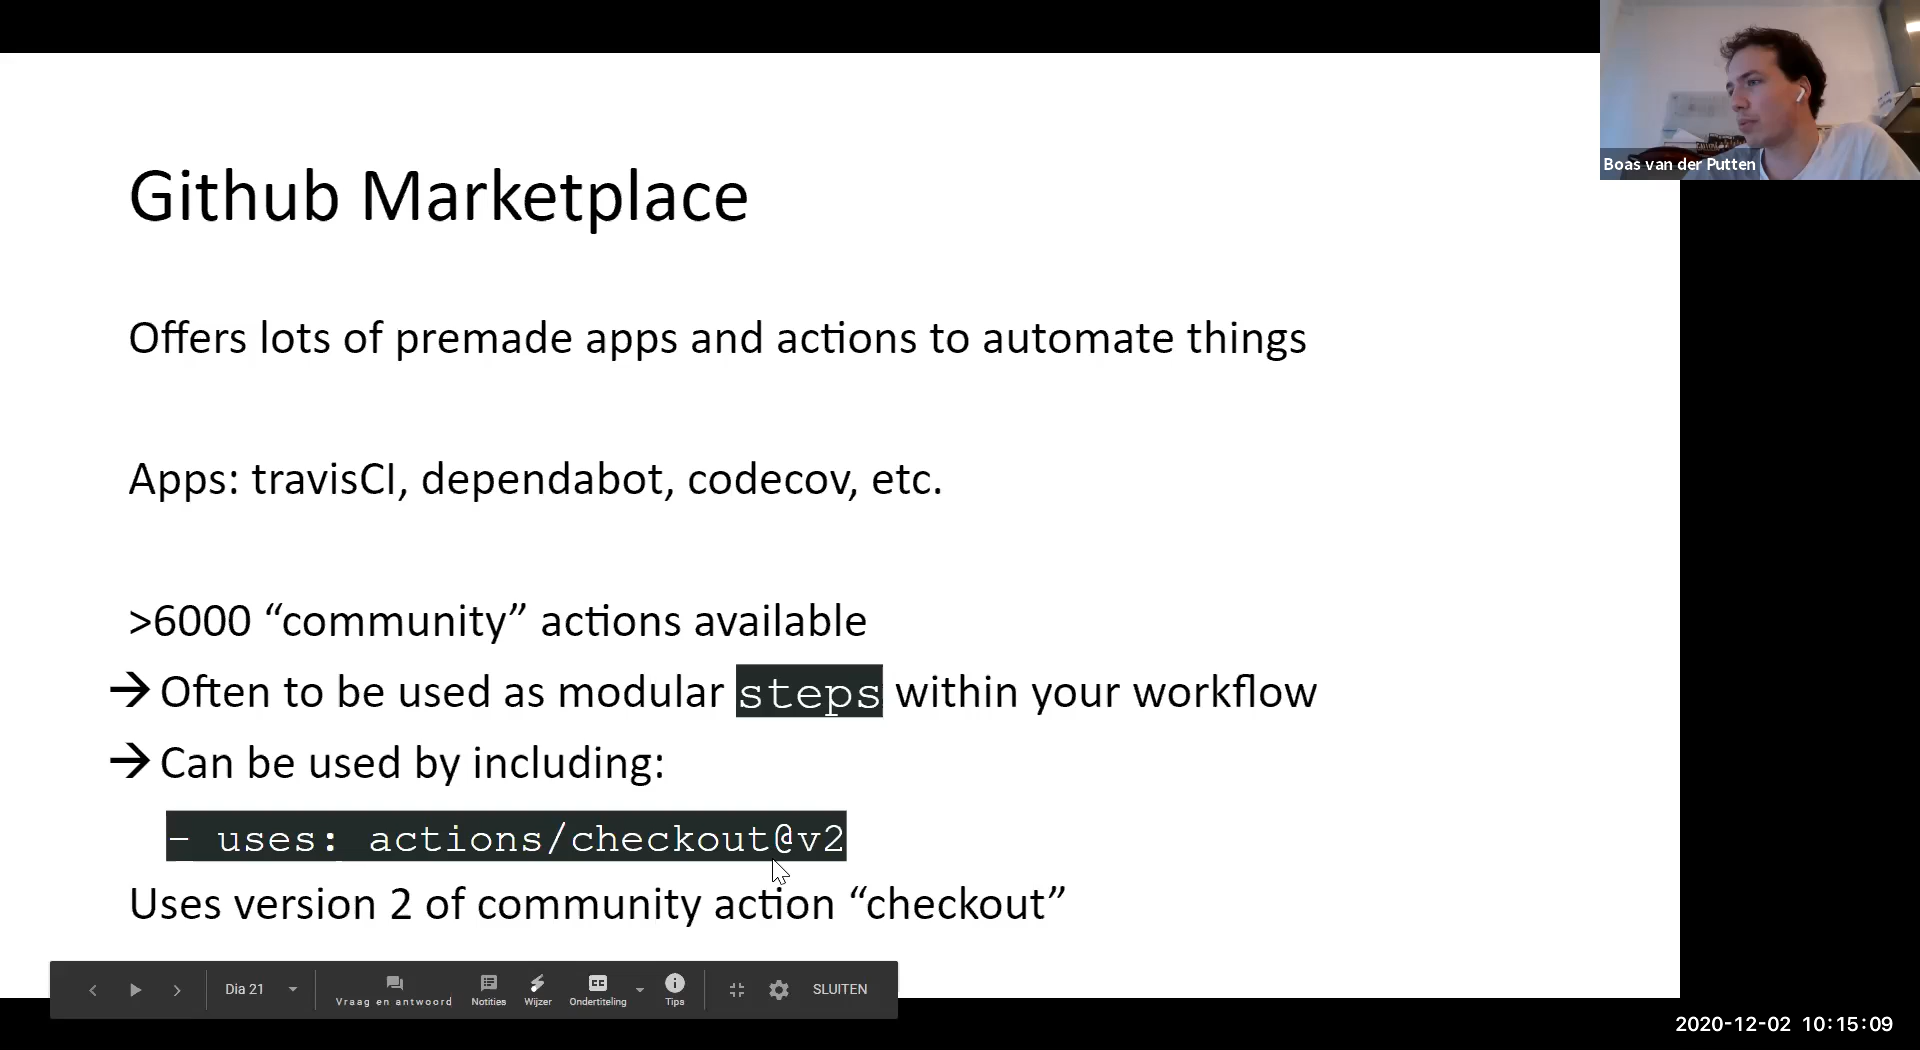 Boas van der Putten
Github Marketplace
Offers lots of premade apps and actions to automate things
Apps: travisCI, dependabot, codecov, etc.
>6000 “community” actions available
→ Often to be used as modular steps within your workflow
→ Can be used by including:
- uses: actions/checkout@v2
Uses version 2 of community action “checkout”
Dia 21
Vraag en antwoord
Notities
Wijzer
Ondertiteling
Tips
SLUITEN
2020-12-02 10:15:09